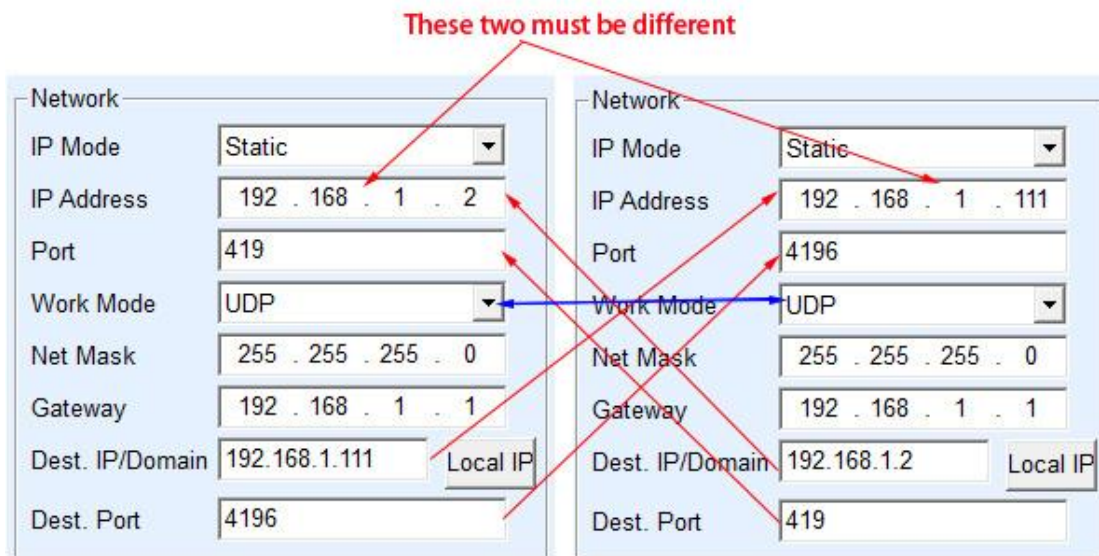 These two must be different
Network
IP Mode Static
IP Address 192 . 168 . 1 . 2
Port 419
Work Mode UDP
Net Mask 255 . 255 . 255 . 0
Gateway 192 . 168 . 1 . 1
Dest. IP/Domain 192.168.1.111 Local IP
Dest. Port 4196
Network
IP Mode Static
IP Address 192 . 168 . 1 . 111
Port 4196
Work Mode UDP
Net Mask 255 . 255 . 255 . 0
Gateway 192 . 168 . 1 . 1
Dest. IP/Domain 192.168.1.2 Local IP
Dest. Port 419